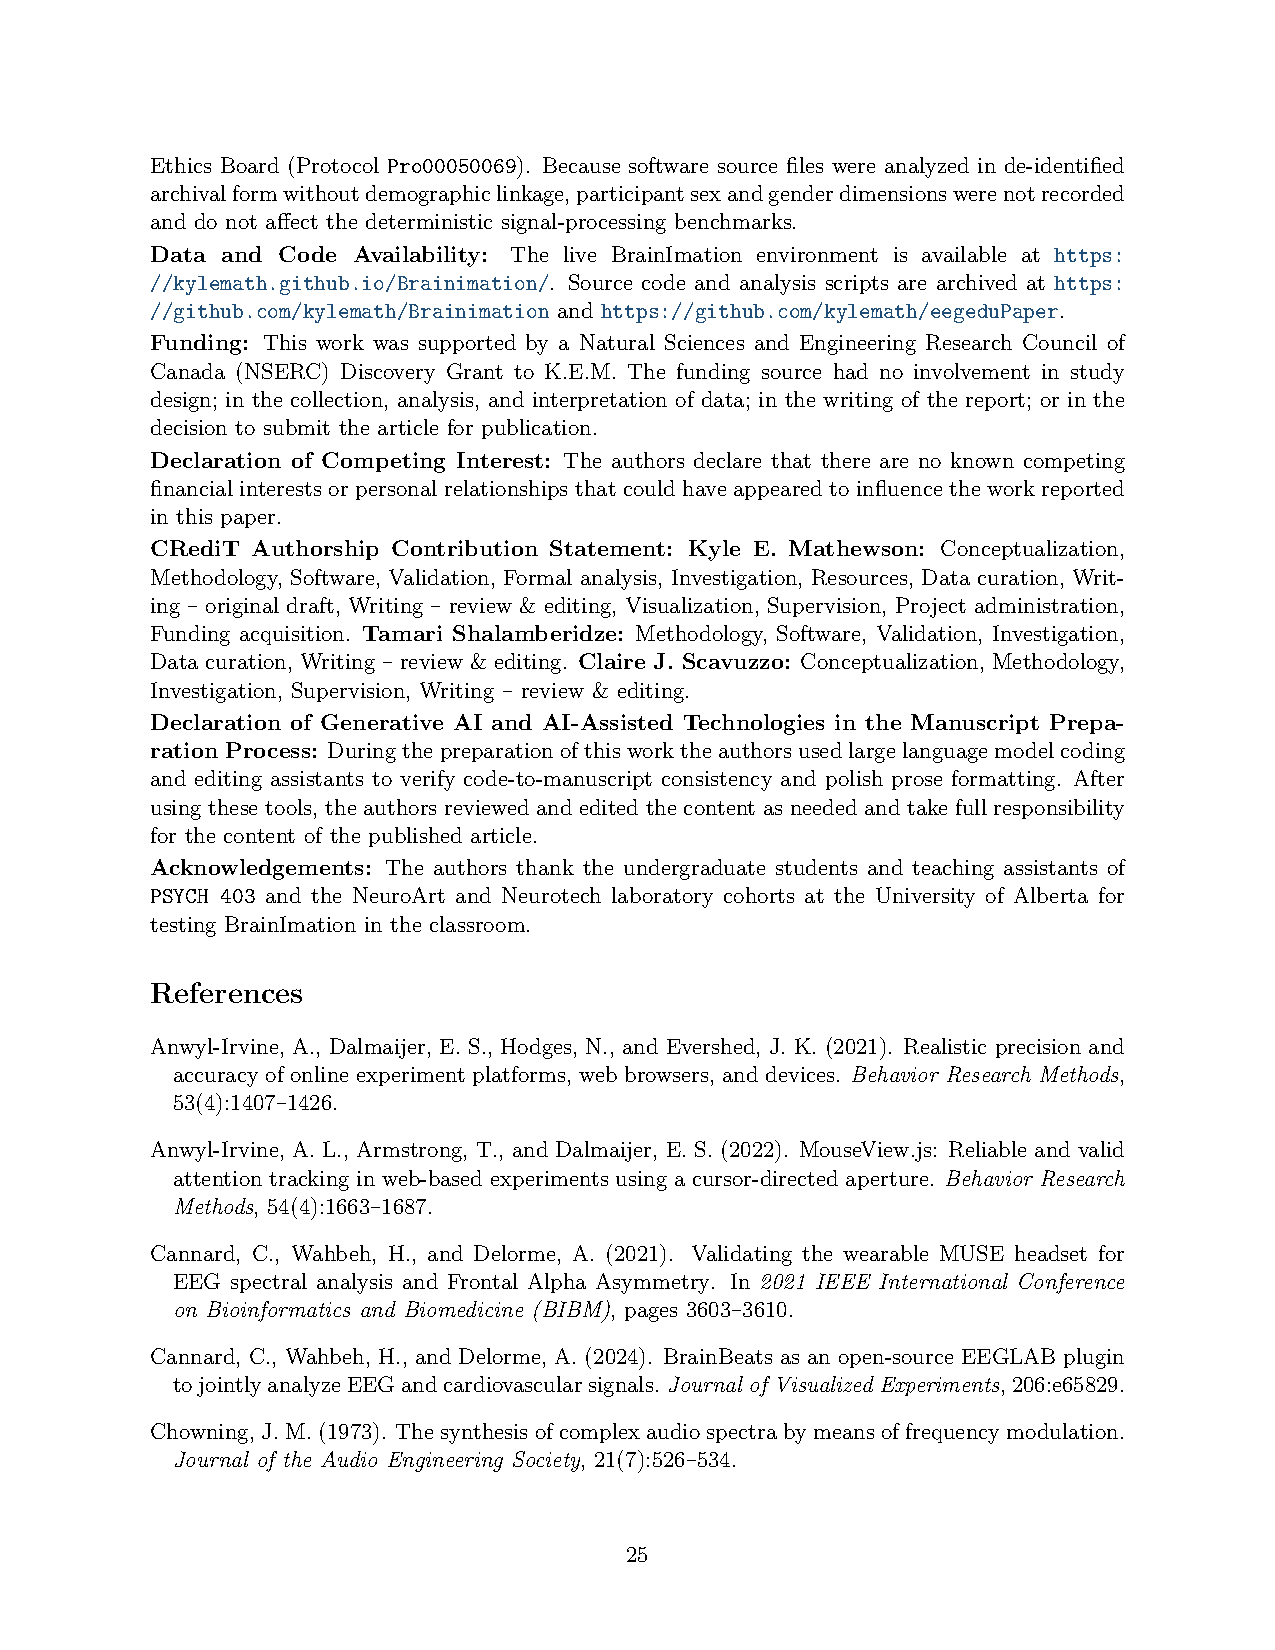 Ethics Board (Protocol Pro00050069). Because software source files were analyzed in de-identified
archival form without demographic linkage, participant sex and gender dimensions were not recorded
and do not affect the deterministic signal-processing benchmarks.
Data and Code Availability: The live BrainImation environment is available at https:
//kylemath.github.io/Brainimation/. Source code and analysis scripts are archived at https:
//github.com/kylemath/Brainimation and https://github.com/kylemath/eegeduPaper.
Funding: This work was supported by a Natural Sciences and Engineering Research Council of
Canada (NSERC) Discovery Grant to K.E.M. The funding source had no involvement in study
design; in the collection, analysis, and interpretation of data; in the writing of the report; or in the
decision to submit the article for publication.
Declaration of Competing Interest: The authors declare that there are no known competing
financial interests or personal relationships that could have appeared to influence the work reported
in this paper.
CRediT Authorship Contribution Statement: Kyle E. Mathewson: Conceptualization,
Methodology, Software, Validation, Formal analysis, Investigation, Resources, Data curation, Writ-
ing – original draft, Writing – review & editing, Visualization, Supervision, Project administration,
Funding acquisition. Tamari Shalamberidze: Methodology, Software, Validation, Investigation,
Data curation, Writing – review & editing. Claire J. Scavuzzo: Conceptualization, Methodology,
Investigation, Supervision, Writing – review & editing.
Declaration of Generative AI and AI-Assisted Technologies in the Manuscript Prepa-
ration Process: During the preparation of this work the authors used large language model coding
and editing assistants to verify code-to-manuscript consistency and polish prose formatting. After
using these tools, the authors reviewed and edited the content as needed and take full responsibility
for the content of the published article.
Acknowledgements: The authors thank the undergraduate students and teaching assistants of
PSYCH 403 and the NeuroArt and Neurotech laboratory cohorts at the University of Alberta for
testing BrainImation in the classroom.
References
Anwyl-Irvine, A., Dalmaijer, E. S., Hodges, N., and Evershed, J. K. (2021). Realistic precision and
accuracy of online experiment platforms, web browsers, and devices. Behavior Research Methods,
53(4):1407–1426.
Anwyl-Irvine, A. L., Armstrong, T., and Dalmaijer, E. S. (2022). MouseView.js: Reliable and valid
attention tracking in web-based experiments using a cursor-directed aperture. Behavior Research
Methods, 54(4):1663–1687.
Cannard, C., Wahbeh, H., and Delorme, A. (2021). Validating the wearable MUSE headset for
EEG spectral analysis and Frontal Alpha Asymmetry. In 2021 IEEE International Conference
on Bioinformatics and Biomedicine (BIBM), pages 3603–3610.
Cannard, C., Wahbeh, H., and Delorme, A. (2024). BrainBeats as an open-source EEGLAB plugin
to jointly analyze EEG and cardiovascular signals. Journal of Visualized Experiments, 206:e65829.
Chowning, J. M. (1973). The synthesis of complex audio spectra by means of frequency modulation.
Journal of the Audio Engineering Society, 21(7):526–534.
25